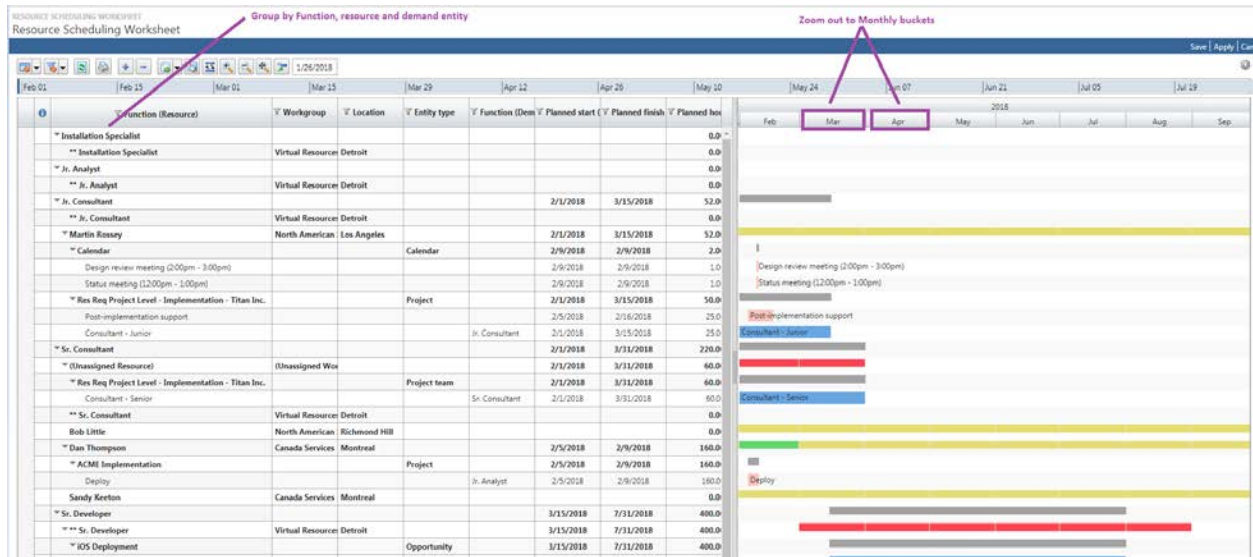 RESOURCE SCHEDULING WORKSHEET
Resource Scheduling Worksheet
Group by Function, resource and demand entity
Zoom out to Monthly buckets
Save | Apply | Can
1/26/2018
Feb 01 Feb 15 Mar 01 Mar 15 Mar 29 Apr 12 Apr 26 May 10 May 24 Jun 07 Jun 21 Jul 05 Jul 19
Function (Resource) Workgroup Location Entity type Function (Dem Planned start ( Planned finish Planned hou
2018
Feb Mar Apr May Jun Jul Aug Sep
Installation Specialist 0.0
** Installation Specialist Virtual Resources Detroit 0.0
Jr. Analyst 0.0
** Jr. Analyst Virtual Resources Detroit 0.0
Jr. Consultant 2/1/2018 3/15/2018 52.0
** Jr. Consultant Virtual Resources Detroit 0.0
Martin Rossey North American Los Angeles 2/1/2018 3/15/2018 52.0
Calendar Calendar 2/9/2018 2/9/2018 2.0
Design review meeting (2:00pm - 3:00pm) 2/9/2018 2/9/2018 1.0 Design review meeting (2:00pm - 3:00pm)
Status meeting (12:00pm - 1:00pm) 2/9/2018 2/9/2018 1.0 Status meeting (12:00pm - 1:00pm)
Res Req Project Level - Implementation - Titan Inc. Project 2/1/2018 3/15/2018 50.0
Post-implementation support 2/5/2018 2/16/2018 25.0 Post-implementation support
Consultant - Junior Jr. Consultant 2/1/2018 3/15/2018 25.0 Consultant - Junior
Sr. Consultant 2/1/2018 3/31/2018 220.0
(Unassigned Resource) (Unassigned Wor 2/1/2018 3/31/2018 60.0
Res Req Project Level - Implementation - Titan Inc. Project team 2/1/2018 3/31/2018 60.0
Consultant - Senior Sr. Consultant 2/1/2018 3/31/2018 60.0 Consultant - Senior
** Sr. Consultant Virtual Resources Detroit 0.0
Bob Little North American Richmond Hill 0.0
Dan Thompson Canada Services Montreal 2/5/2018 2/9/2018 160.0
ACME Implementation Project 2/5/2018 2/9/2018 160.0
Deploy Jr. Analyst 2/5/2018 2/9/2018 160.0 Deploy
Sandy Keeton Canada Services Montreal 0.0
Sr. Developer 3/15/2018 7/31/2018 400.0
** Sr. Developer Virtual Resources Detroit 3/15/2018 7/31/2018 400.0
iOS Deployment Opportunity 3/15/2018 7/31/2018 400.0